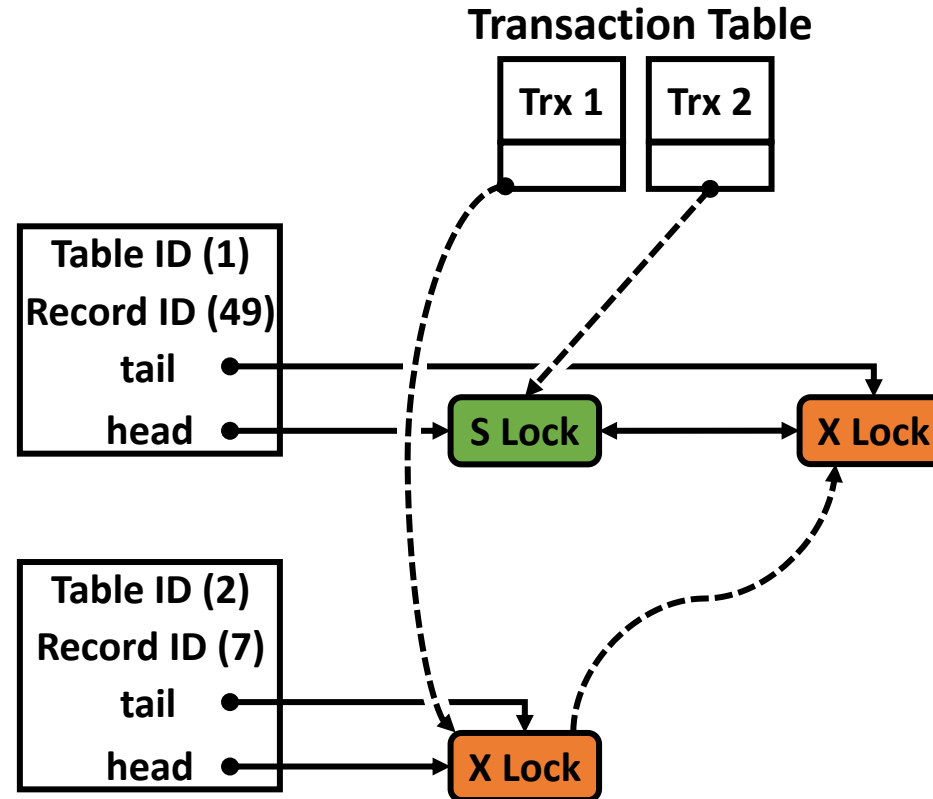 Transaction Table
Trx 1
Trx 2
Table ID (1)
Record ID (49)
tail
head
S Lock
X Lock
Table ID (2)
Record ID (7)
tail
head
X Lock